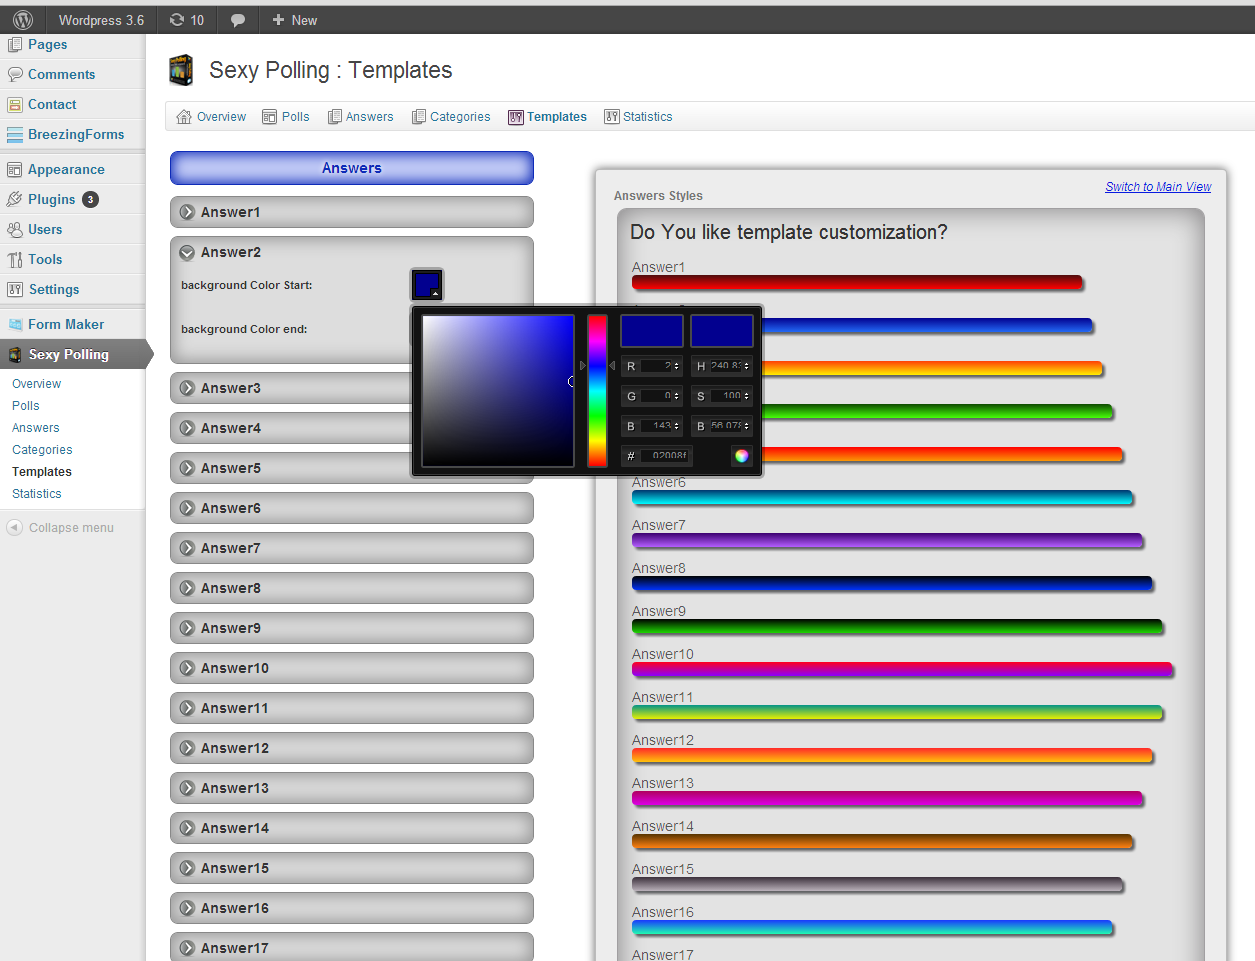 Wordpress 3.6 10 New
Pages
Comments
Contact
BreezingForms
Appearance
Plugins 3
Users
Tools
Settings
Form Maker
Sexy Polling
Overview
Polls
Answers
Categories
Templates
Statistics
Collapse menu
Sexy Polling : Templates
Overview Polls Answers Categories Templates Statistics
Answers
Answer1
Answer2
background Color Start:
background Color end:
Answer3
Answer4
Answer5
Answer6
Answer7
Answer8
Answer9
Answer10
Answer11
Answer12
Answer13
Answer14
Answer15
Answer16
Answer17
R 2 H 240.83
G 0 S 100
B 143 B 56.078
# 02008f
Switch to Main View
Answers Styles
Do You like template customization?
Answer1
Answer6
Answer7
Answer8
Answer9
Answer10
Answer11
Answer12
Answer13
Answer14
Answer15
Answer16
Answer17